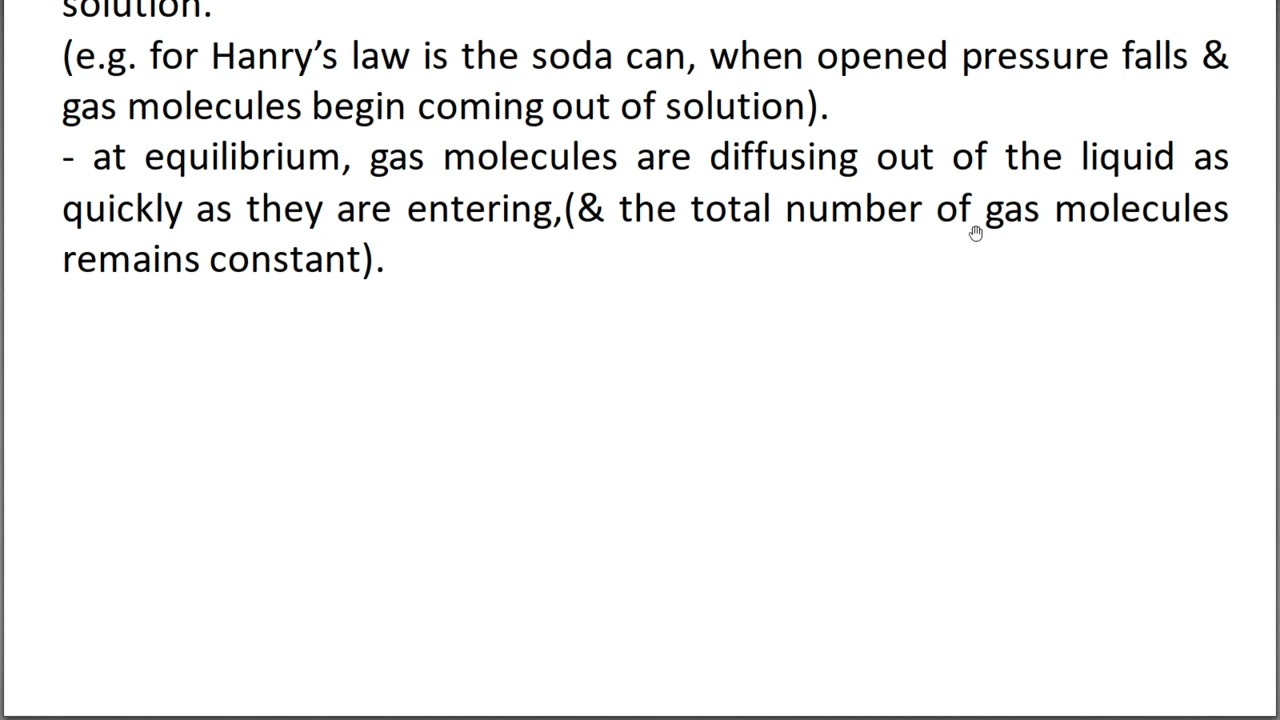 solution.
(e.g. for Hanry’s law is the soda can, when opened pressure falls &
gas molecules begin coming out of solution).
- at equilibrium, gas molecules are diffusing out of the liquid as
quickly as they are entering,(& the total number of gas molecules
remains constant).